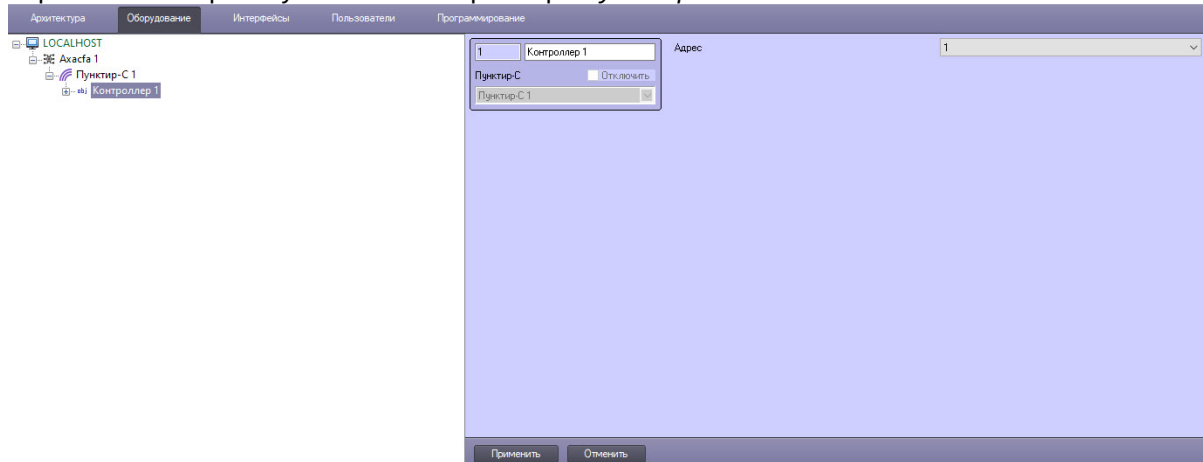 Архитектура Оборудование Интерфейсы Пользователи Программирование
LOCALHOST
Axacfa 1
Пунктир-С 1
Контроллер 1
1 Контроллер 1
Пунктир-С Отключить
Пунктир-С 1
Адрес 1
Применить Отменить